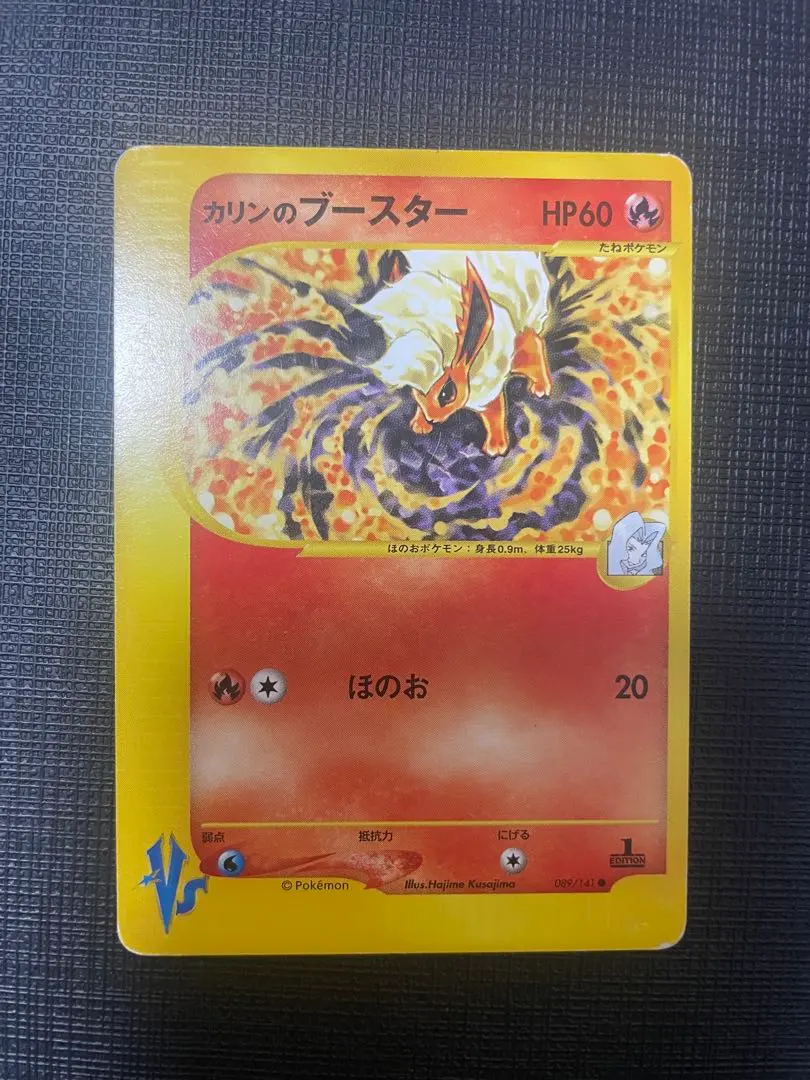 カリンのブースター HP60
たねポケモン
ほのおポケモン：身長0.9m. 体重25kg
ほのお 20
弱点 抵抗力 にげる
1
EDITION
VS
© Pokémon Illus.Hajime Kusajima 089/141 ●